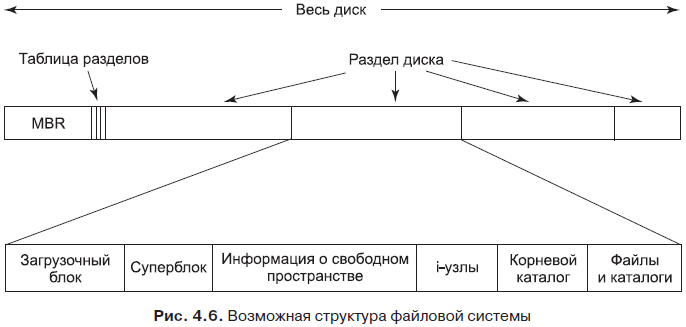 Весь диск
Таблица разделов
Раздел диска
MBR
Загрузочный
блок
Суперблок
Информация о свободном
пространстве
i-узлы
Корневой
каталог
Файлы
и каталоги
Рис. 4.6. Возможная структура файловой системы